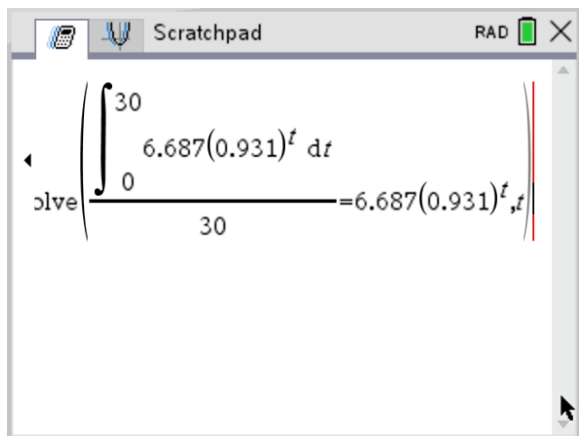 Scratchpad RAD
30
6.687(0.931)^t dt
0
olve( =6.687(0.931)^t,t)
30